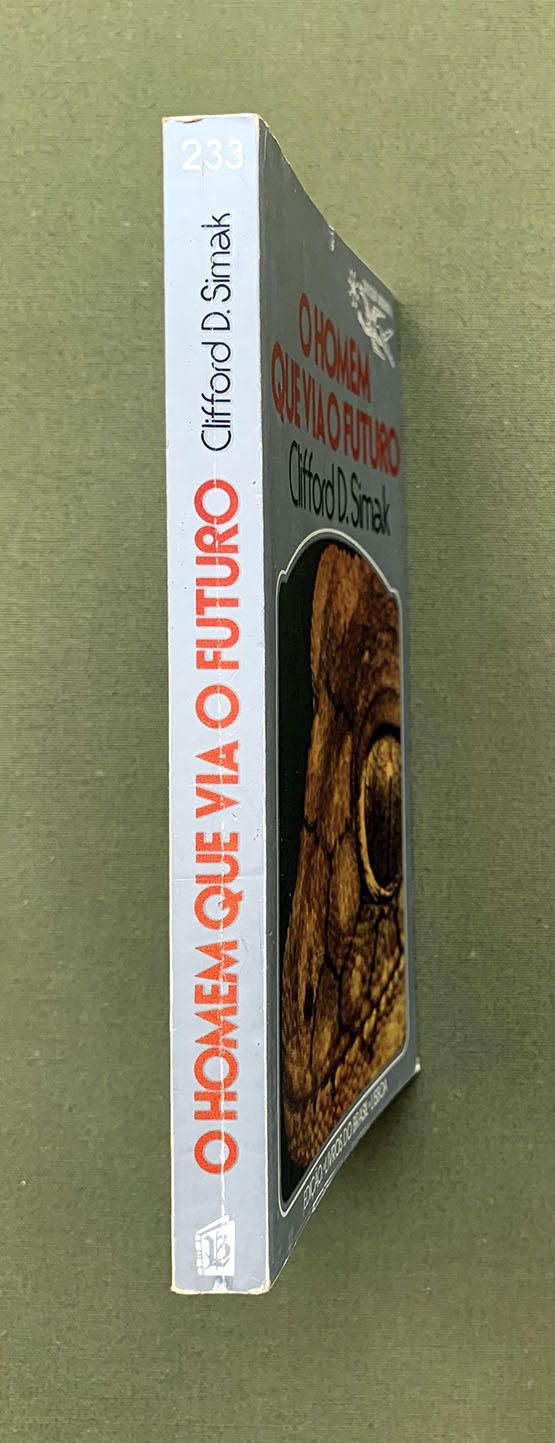 233
Clifford D. Simak
O HOMEM QUE VIA O FUTURO
O HOMEM
QUE VIA O FUTURO
Clifford D. Simak
EDIÇÃO «LIVROS DO BRASIL» LISBOA